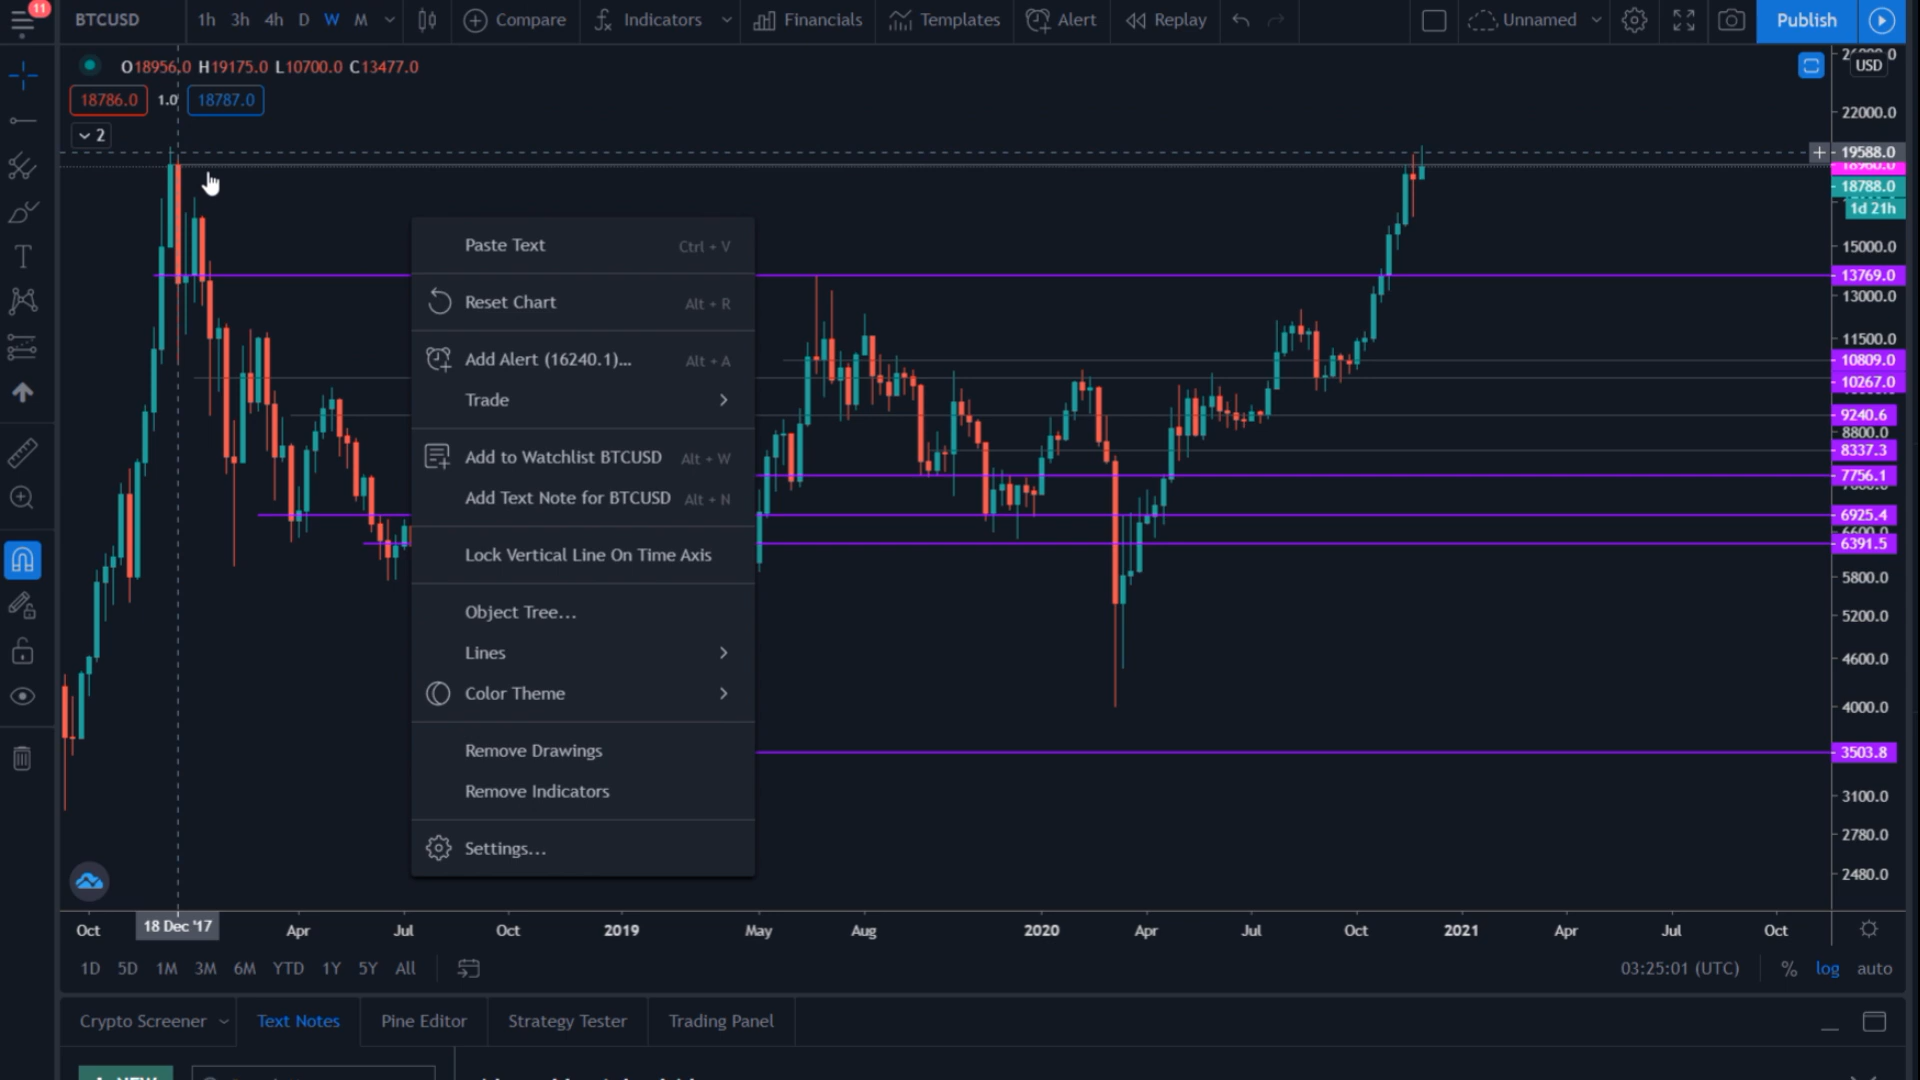 11
BTCUSD 1h 3h 4h D W M Compare Indicators Financials Templates Alert Replay Unnamed Publish
O18956.0 H19175.0 L10700.0 C13477.0
USD
18786.0 1.0 18787.0
2
22000.0
19588.0
18788.0
1d 21h
15000.0
13769.0
13000.0
11500.0
10809.0
10267.0
9240.6
8800.0
8337.3
7756.1
6925.4
6391.5
5800.0
5200.0
4600.0
4000.0
3503.8
3100.0
2780.0
2480.0
Paste Text Ctrl + V
Reset Chart Alt + R
Add Alert (16240.1)... Alt + A
Trade
Add to Watchlist BTCUSD Alt + W
Add Text Note for BTCUSD Alt + N
Lock Vertical Line On Time Axis
Object Tree...
Lines
Color Theme
Remove Drawings
Remove Indicators
Settings...
Oct 18 Dec '17 Apr Jul Oct 2019 May Aug 2020 Apr Jul Oct 2021 Apr Jul Oct
1D 5D 1M 3M 6M YTD 1Y 5Y All 03:25:01 (UTC) % log auto
Crypto Screener Text Notes Pine Editor Strategy Tester Trading Panel
NEW